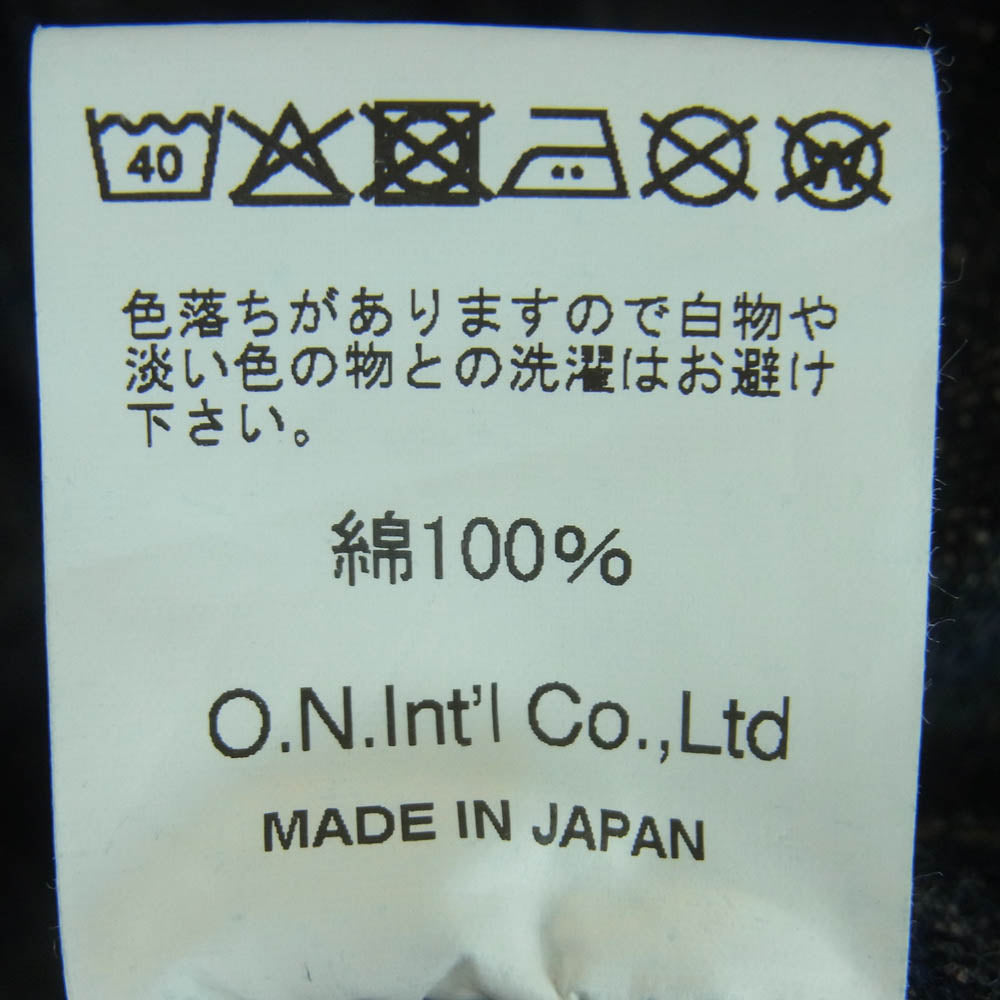 40
W
色落ちがありますので白物や
淡い色の物との洗濯はお避け
下さい。
綿100%
O.N.Int'l Co.,Ltd
MADE IN JAPAN